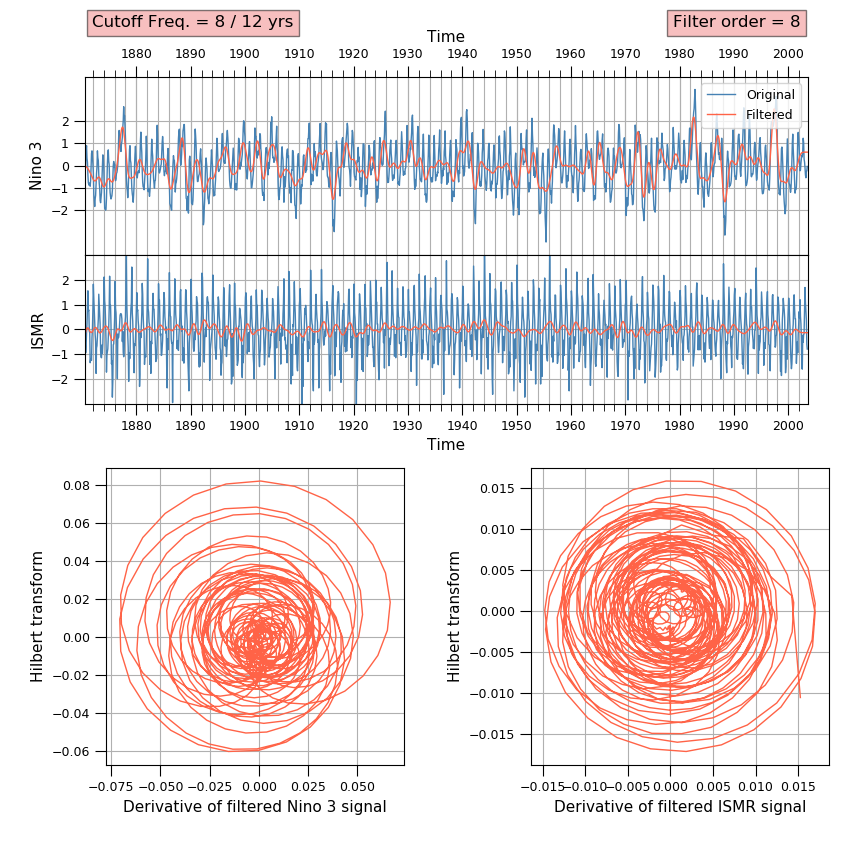 Cutoff Freq. = 8 / 12 yrs
Filter order = 8
Time
1880 1890 1900 1910 1920 1930 1940 1950 1960 1970 1980 1990 2000
Original
Filtered
Nino 3
2
1
0
−1
−2
ISMR
2
1
0
−1
−2
1880 1890 1900 1910 1920 1930 1940 1950 1960 1970 1980 1990 2000
Time
Hilbert transform
0.08
0.06
0.04
0.02
0.00
−0.02
−0.04
−0.06
−0.075 −0.050 −0.025 0.000 0.025 0.050
Derivative of filtered Nino 3 signal
Hilbert transform
0.015
0.010
0.005
0.000
−0.005
−0.010
−0.015
−0.015 −0.010 −0.005 0.000 0.005 0.010 0.015
Derivative of filtered ISMR signal